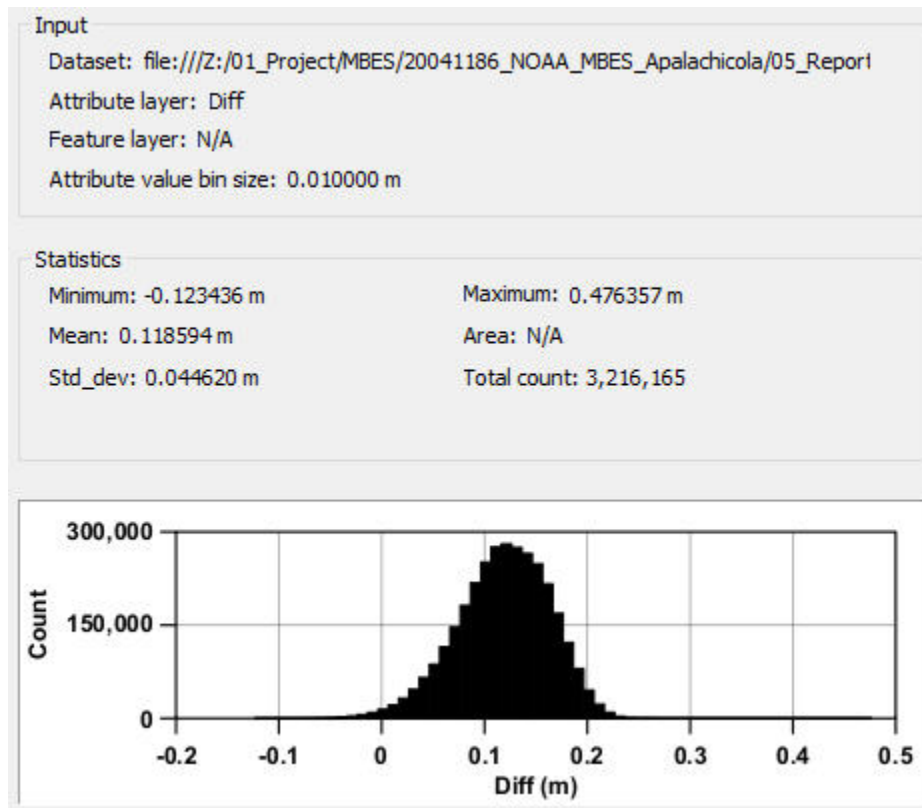 Input
Dataset: file:///Z:/01_Project/MBES/20041186_NOAA_MBES_Apalachicola/05_Report
Attribute layer: Diff
Feature layer: N/A
Attribute value bin size: 0.010000 m
Statistics
Minimum: -0.123436 m
Maximum: 0.476357 m
Mean: 0.118594 m
Area: N/A
Std_dev: 0.044620 m
Total count: 3,216,165
300,000
150,000
0
Count
-0.2 -0.1 0 0.1 0.2 0.3 0.4 0.5
Diff (m)